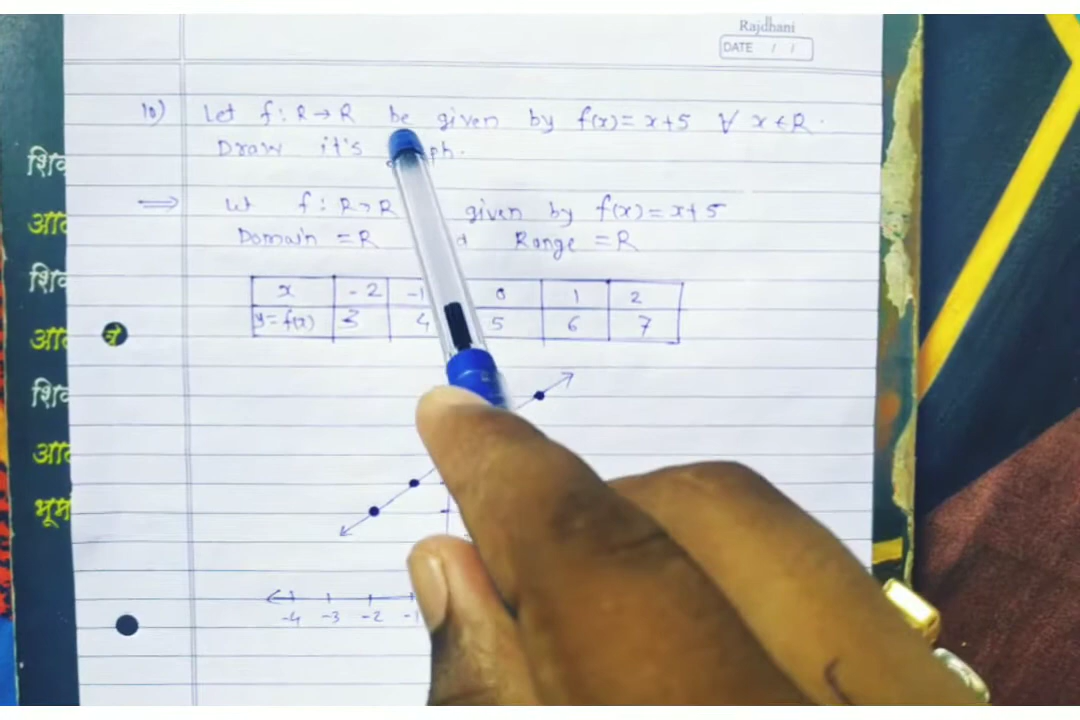 Rajdhani
DATE / /
10) Let f: R→R be given by f(x) = x+5 ∀ x ∈ R.
Draw it's ph.
⇒ Let f: R→R given by f(x) = x+5
Domain = R d Range = R
x -2 -1 0 1 2
y = f(x) 3 4 5 6 7
-4 -3 -2 -1
शि
आ
शि
आ
वे
शि
आ
भूम